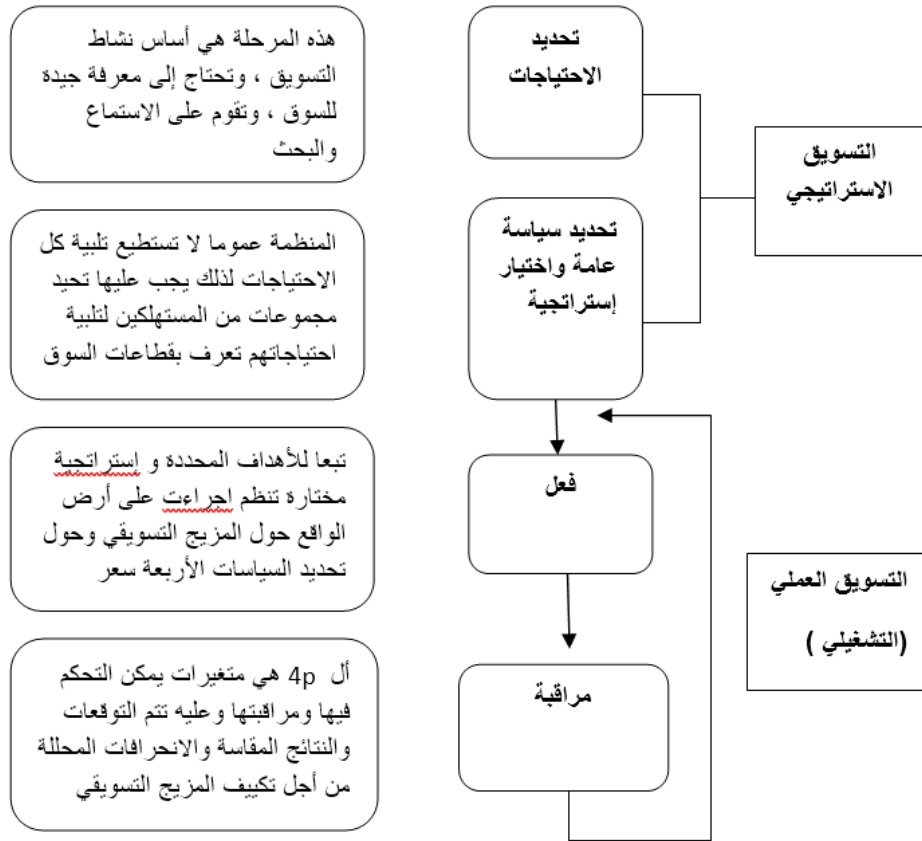 التسويق
الاستراتيجي
تحديد
الاحتياجات
هذه المرحلة هي أساس نشاط
التسويق ، وتحتاج إلى معرفة جيدة
للسوق ، وتقوم على الاستماع
والبحث
تحديد سياسة
عامة واختيار
إستراتجية
المنظمة عموما لا تستطيع تلبية كل
الاحتياجات لذلك يجب عليها تحيد
مجموعات من المستهلكين لتلبية
احتياجاتهم تعرف بقطاعات السوق
التسويق العملي
(التشغيلي )
فعل
تبعا للأهداف المحددة و إستراتجية
مختارة تنظم اجراءت على أرض
الواقع حول المزيج التسويقي وحول
تحديد السياسات الأربعة سعر
مراقبة
أل 4p هي متغيرات يمكن التحكم
فيها ومراقبتها وعليه تتم التوقعات
والنتائج المقاسة والانحرافات المحللة
من أجل تكييف المزيج التسويقي